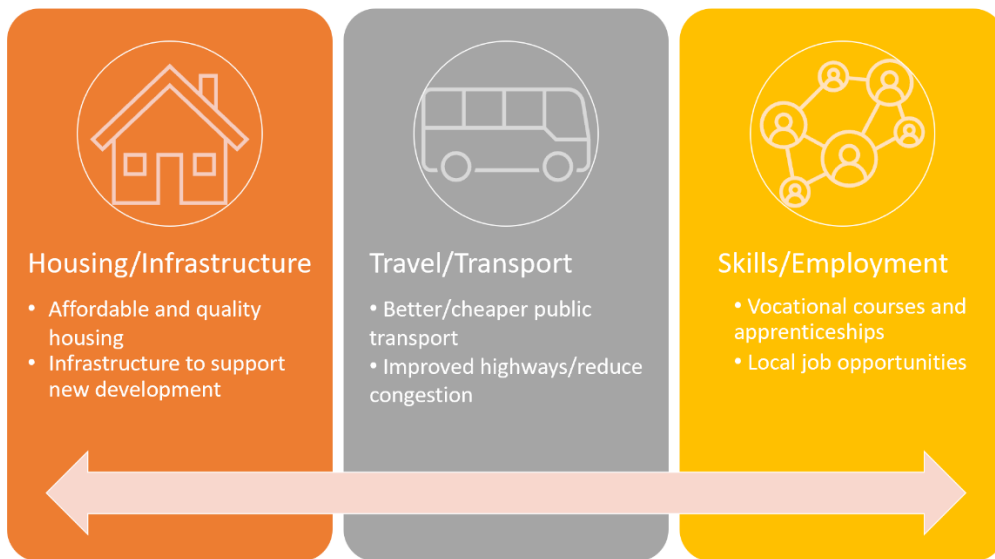 Housing/Infrastructure
• Affordable and quality
housing
• Infrastructure to support
new development
Travel/Transport
• Better/cheaper public
transport
• Improved highways/reduce
congestion
Skills/Employment
• Vocational courses and
apprenticeships
• Local job opportunities